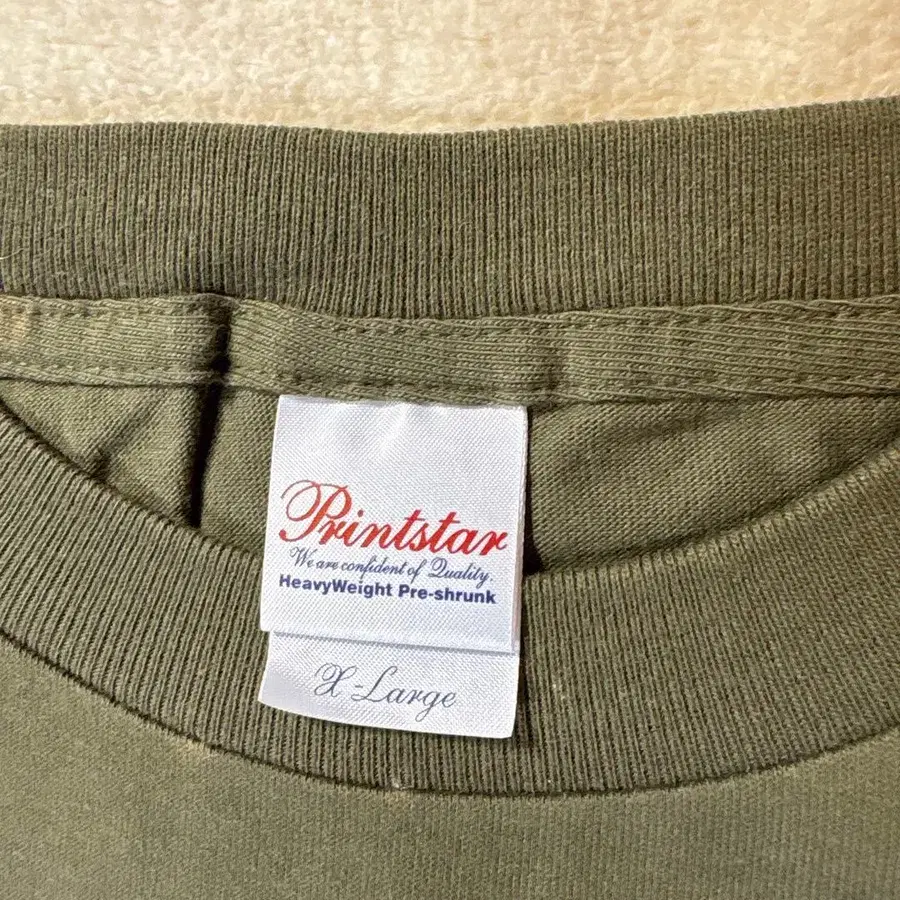 Printstar
We are confident of Quality.
HeavyWeight Pre-shrunk
X-Large